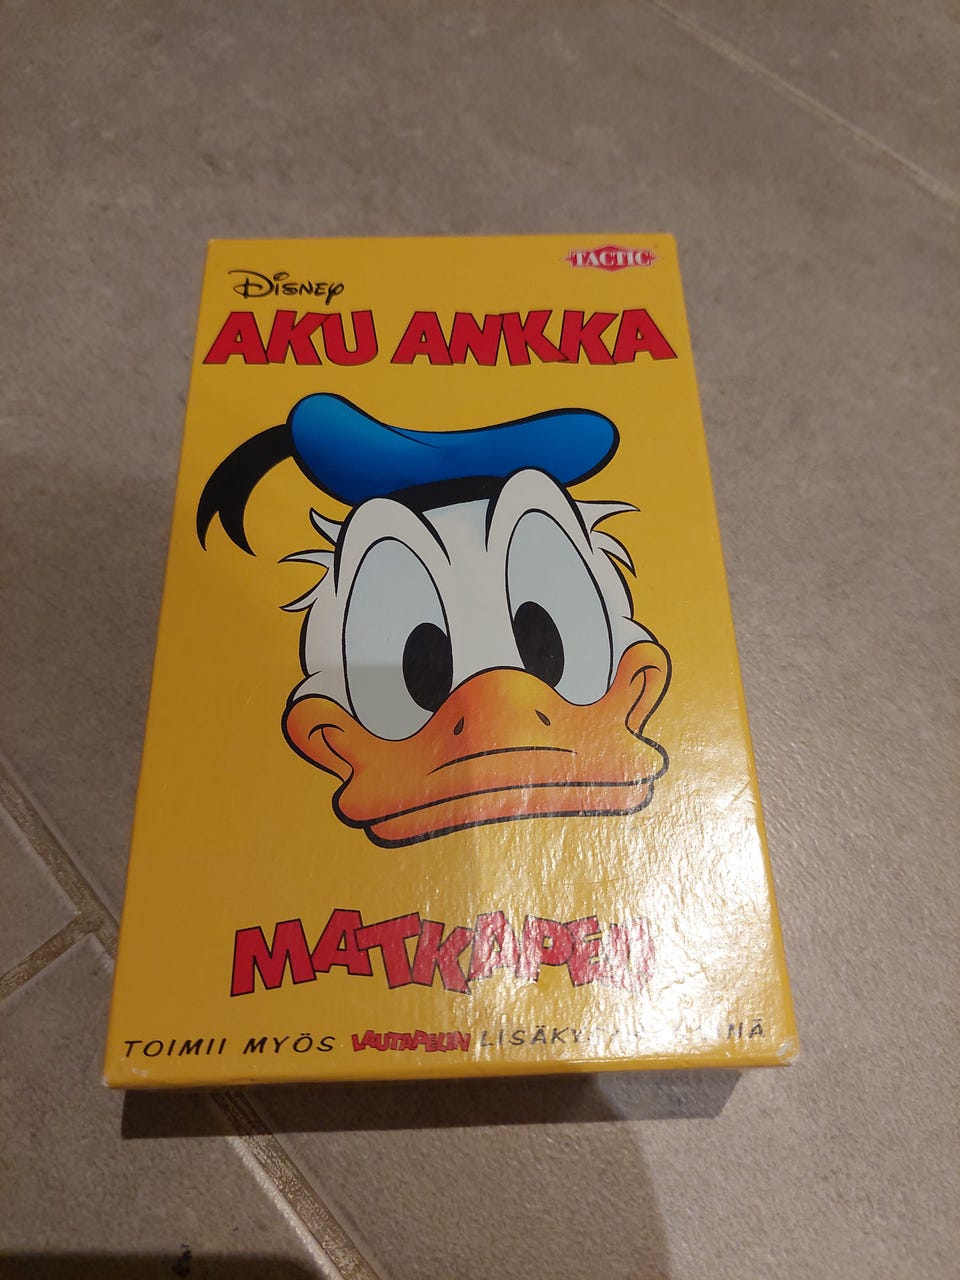 TACTIC
Disney
AKU ANKKA
MATKAPELI
TOIMII MYÖS LAUTAPELIN